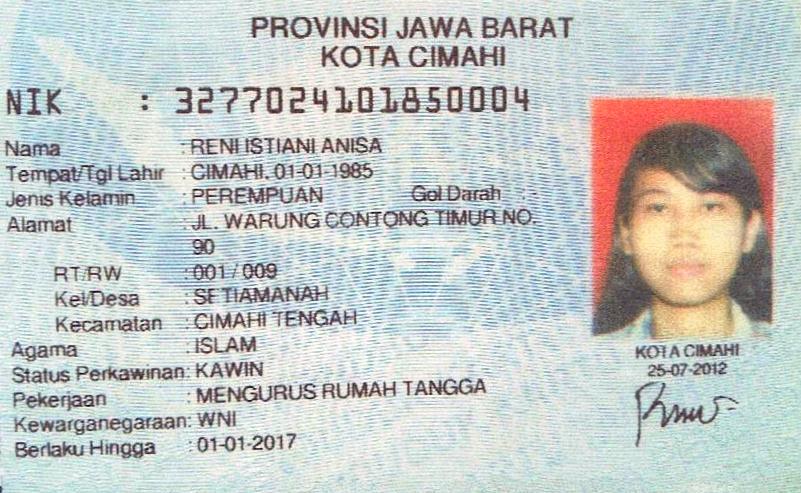 PROVINSI JAWA BARAT
KOTA CIMAHI
NIK : 3277024101850004
Nama : RENI ISTIANI ANISA
Tempat/Tgl Lahir : CIMAHI, 01-01-1985
Jenis Kelamin : PEREMPUAN Gol Darah : -
Alamat : JL. WARUNG CONTONG TIMUR NO.
90
RT/RW : 001 / 009
Kel/Desa : SETIAMANAH
Kecamatan : CIMAHI TENGAH
Agama : ISLAM
Status Perkawinan: KAWIN
Pekerjaan : MENGURUS RUMAH TANGGA
Kewarganegaraan: WNI
Berlaku Hingga : 01-01-2017
KOTA CIMAHI
25-07-2012